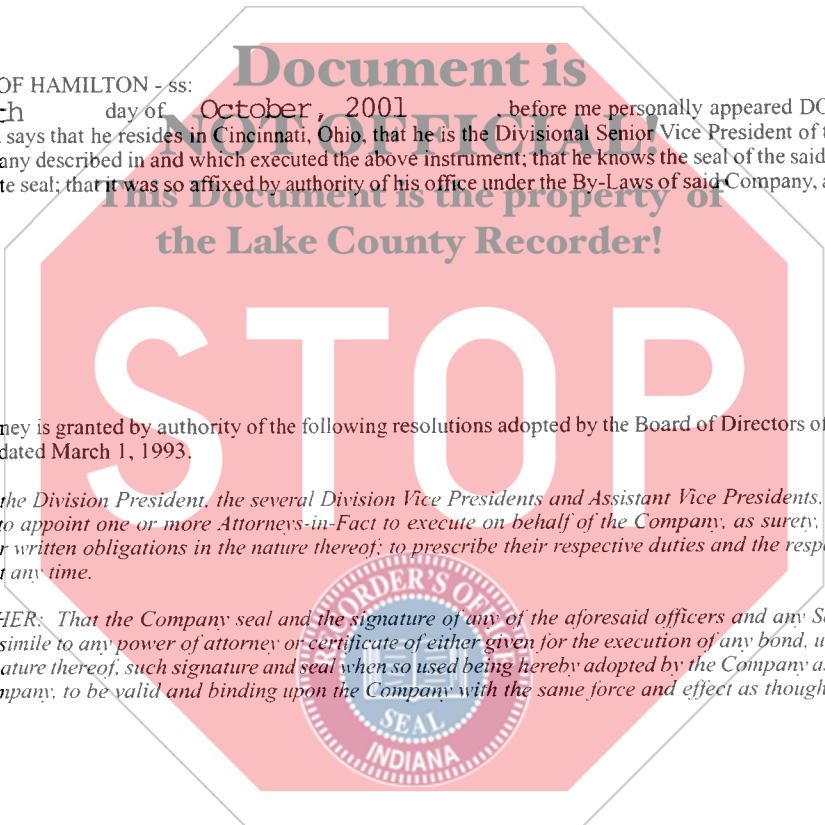 Document is
OF HAMILTON - ss:
day of October, 2001, before me personally appeared
NOT OFFICIAL!
says that he resides in Cincinnati, Ohio, that he is the Divisional Senior Vice President of
any described in and which executed the above instrument; that he knows the seal of the said
te seal; that it was so affixed by authority of his office under the By-Laws of said Company,
This Document is the property of
the Lake County Recorder!
STOP
ney is granted by authority of the following resolutions adopted by the Board of Directors of
dated March 1, 1993.
the Division President, the several Division Vice Presidents and Assistant Vice Presidents,
to appoint one or more Attorneys-in-Fact to execute on behalf of the Company, as surety,
r written obligations in the nature thereof; to prescribe their respective duties and the
t any time.
HER: That the Company seal and the signature of any of the aforesaid officers and any
simile to any power of attorney or certificate of either given for the execution of any bond,
ature thereof, such signature and seal when so used being hereby adopted by the Company
mpany, to be valid and binding upon the Company with the same force and effect as though
RECORDER'S OFFICE
SEAL
INDIANA